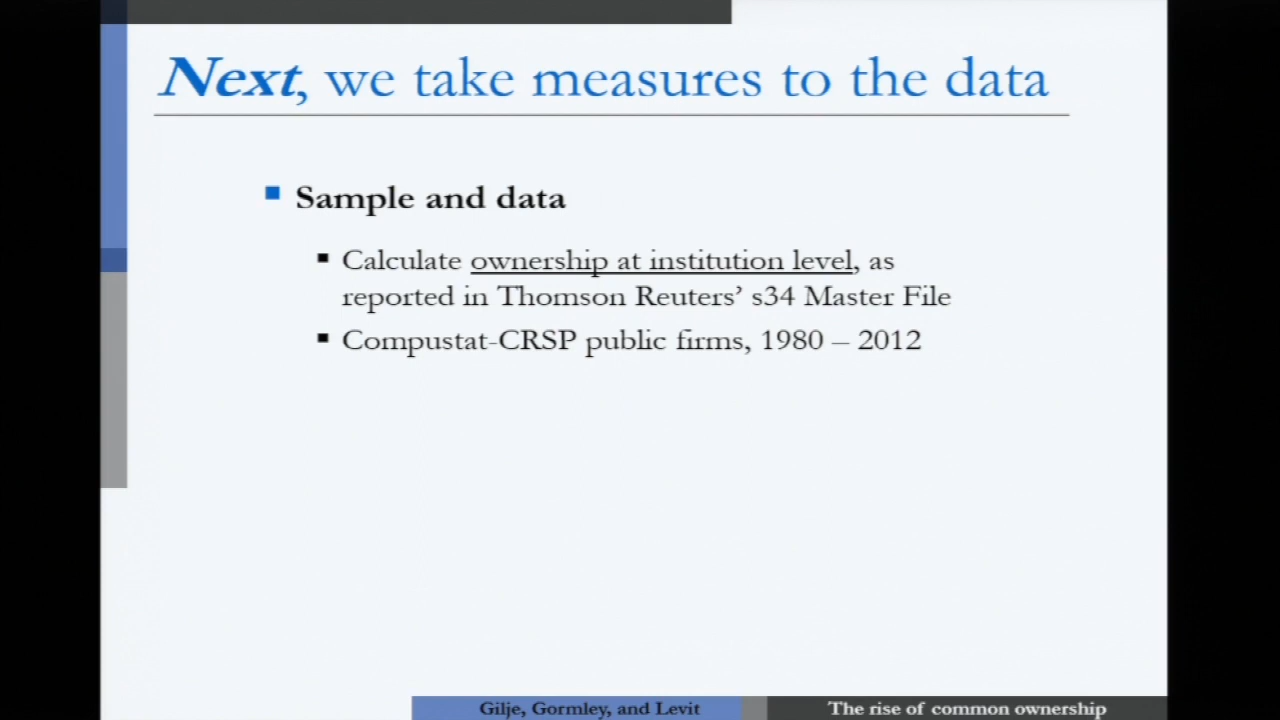 Next, we take measures to the data
Sample and data
Calculate ownership at institution level, as
reported in Thomson Reuters’ s34 Master File
Compustat-CRSP public firms, 1980 – 2012
Gilje, Gormley, and Levit
The rise of common ownership